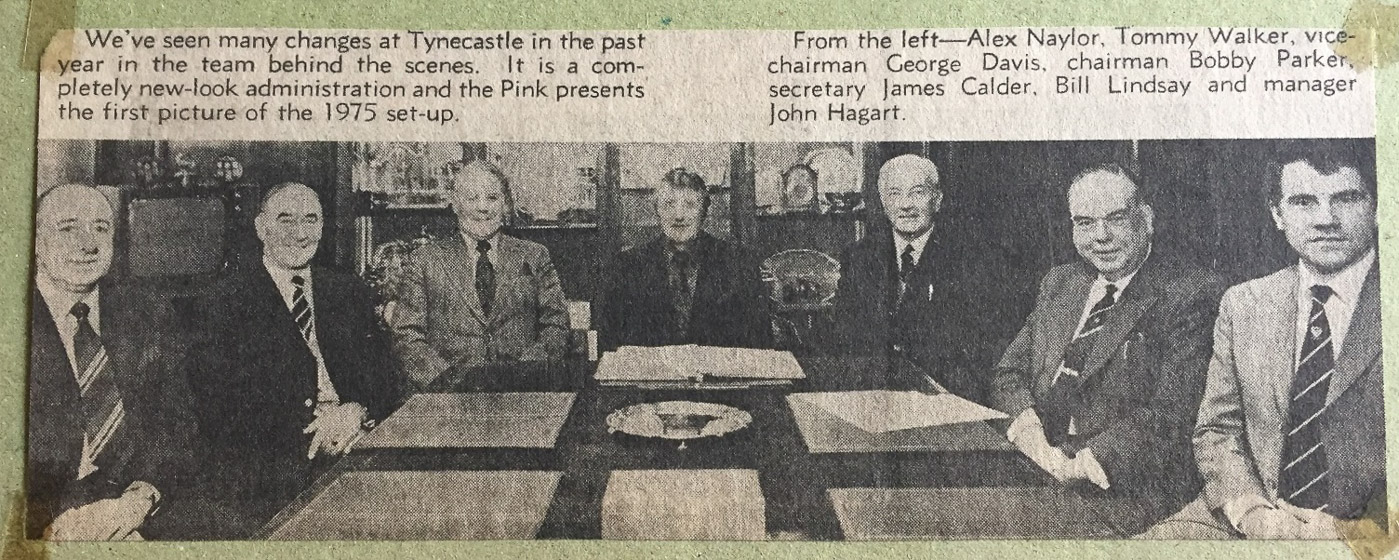 We've seen many changes at Tynecastle in the past
year in the team behind the scenes. It is a com-
pletely new-look administration and the Pink presents
the first picture of the 1975 set-up.
From the left—Alex Naylor, Tommy Walker, vice-
chairman George Davis, chairman Bobby Parker,
secretary James Calder, Bill Lindsay and manager
John Hagart.